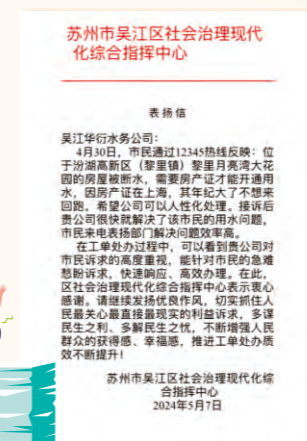 苏州市吴江区社会治理现代
化综合指挥中心
表扬信
吴江华衍水务公司：
4月30日，市民通过12345热线反映：位
于汾湖高新区（黎里镇）黎里月亮湾大花
园的房屋被断水，需要房产证才能开通用
水，因房产证在上海，其年纪大了不想来
回跑，希望公司可以人性化处理。接诉后
贵公司很快就解决了该市民的用水问题，
市民来电表扬部门解决问题效率高。
在工单处办过程中，可以看到贵公司对
市民诉求的高度重视，能针对市民的急难
愁盼诉求，快速响应、高效办理。在此，
区社会治理现代化综合指挥中心表示衷心
感谢。请继续发扬优良作风，切实抓住人
民最关心最直接最现实的利益诉求，多谋
民生之利、多解民生之忧，不断增强人民
群众的获得感、幸福感，推进工单处办质
效不断提升！
苏州市吴江区社会治理现代化综
合指挥中心
2024年5月7日